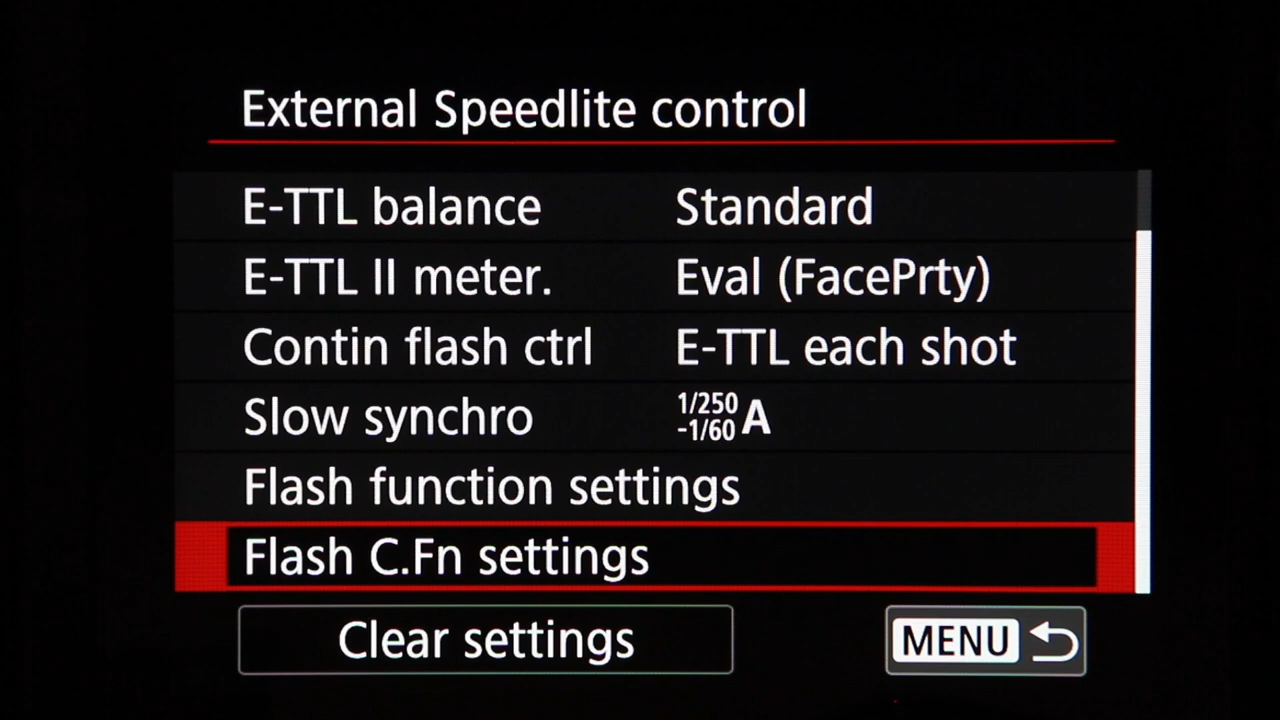 External Speedlite control
E-TTL balance Standard
E-TTL II meter. Eval (FacePrty)
Contin flash ctrl E-TTL each shot
Slow synchro 1/250-1/60 A
Flash function settings
Flash C.Fn settings
Clear settings MENU